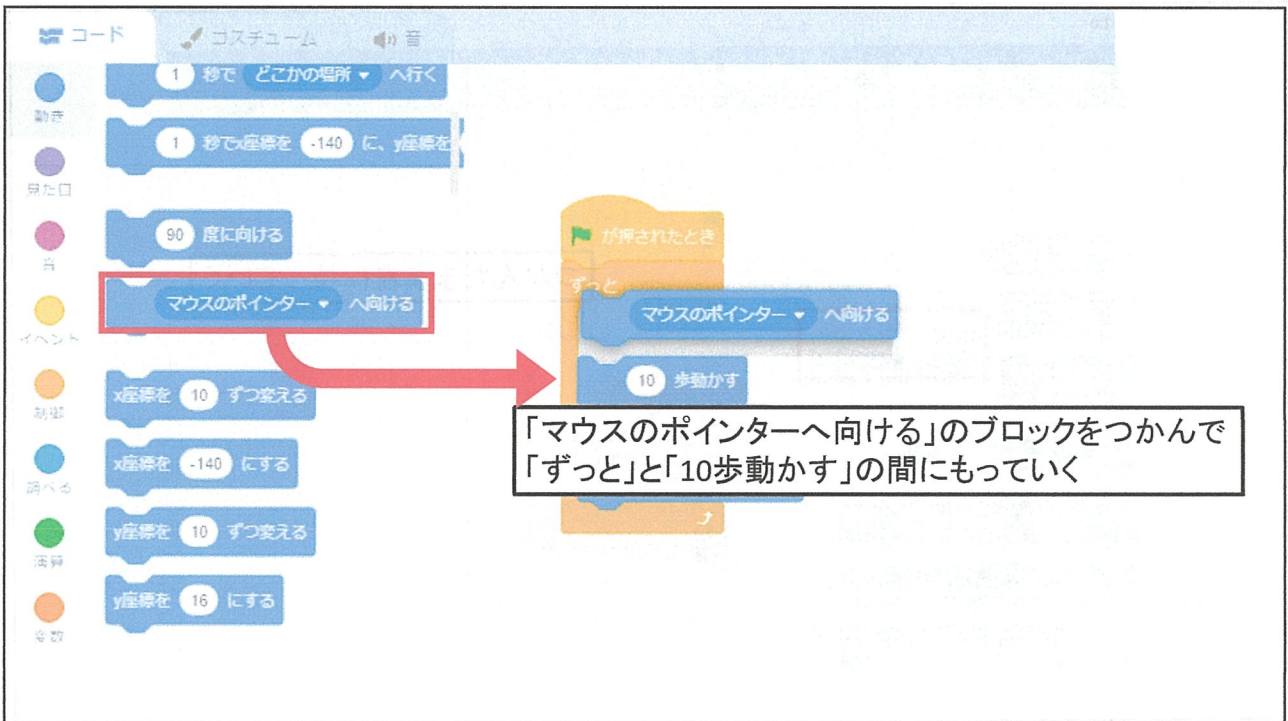 コード
コスチューム
音
動き
見た目
音
イベント
制御
調べる
演算
変数
1 秒で どこかの場所 へ行く
1 秒でx座標を -140 に、y座標を
90 度に向ける
マウスのポインター へ向ける
x座標を 10 ずつ変える
x座標を -140 にする
y座標を 10 ずつ変える
y座標を 16 にする
が押されたとき
ずっと
マウスのポインター へ向ける
10 歩動かす
「マウスのポインターへ向ける」のブロックをつかんで
「ずっと」と「10歩動かす」の間にもっていく